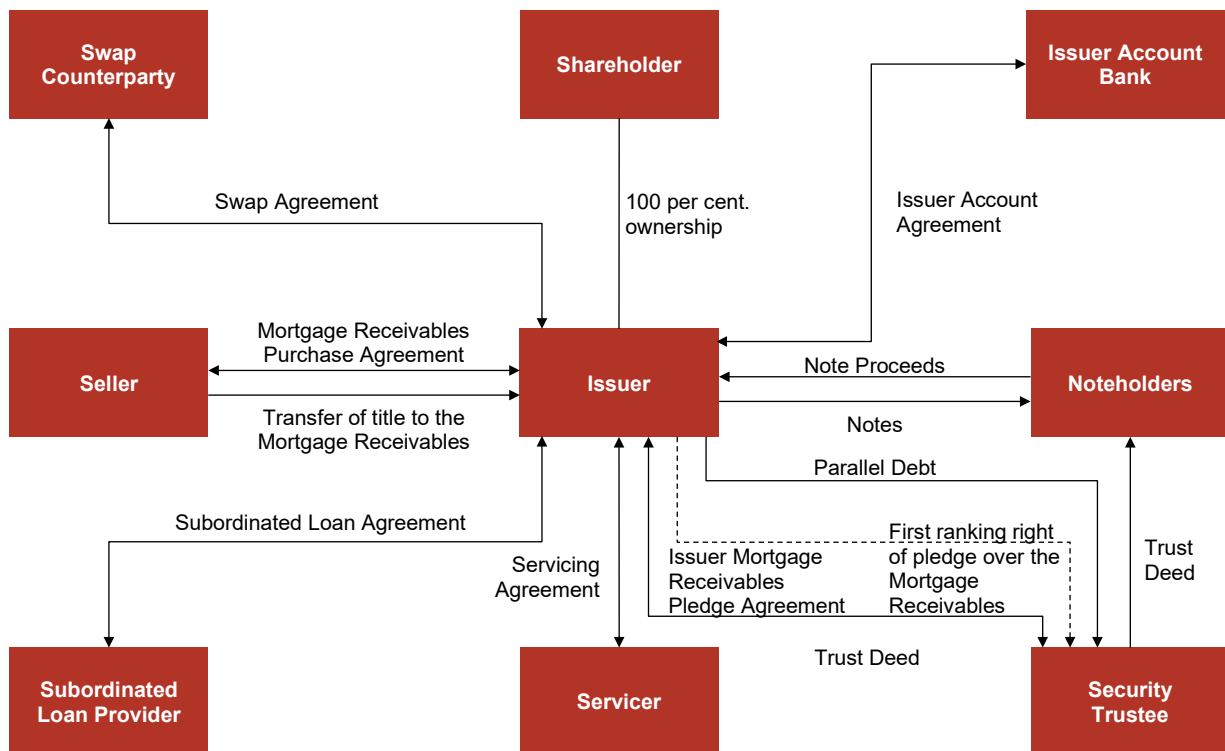 Swap
Counterparty
Shareholder
Issuer Account
Bank
Swap Agreement
100 per cent.
ownership
Issuer Account
Agreement
Mortgage Receivables
Purchase Agreement
Seller
Transfer of title to the
Mortgage Receivables
Issuer
Note Proceeds
Notes
Noteholders
Parallel Debt
Subordinated Loan Agreement
Servicing
Agreement
Issuer Mortgage
Receivables
Pledge Agreement
First ranking right
of pledge over the
Mortgage
Receivables
Trust
Deed
Trust Deed
Subordinated
Loan Provider
Servicer
Security
Trustee